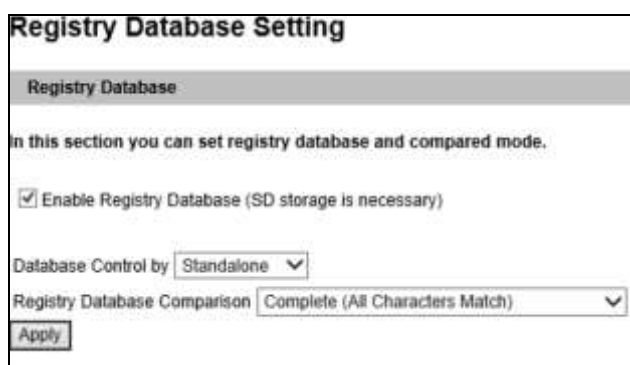 Registry Database Setting
Registry Database
In this section you can set registry database and compared mode.
Enable Registry Database (SD storage is necessary)
Database Control by Standalone
Registry Database Comparison Complete (All Characters Match)
Apply